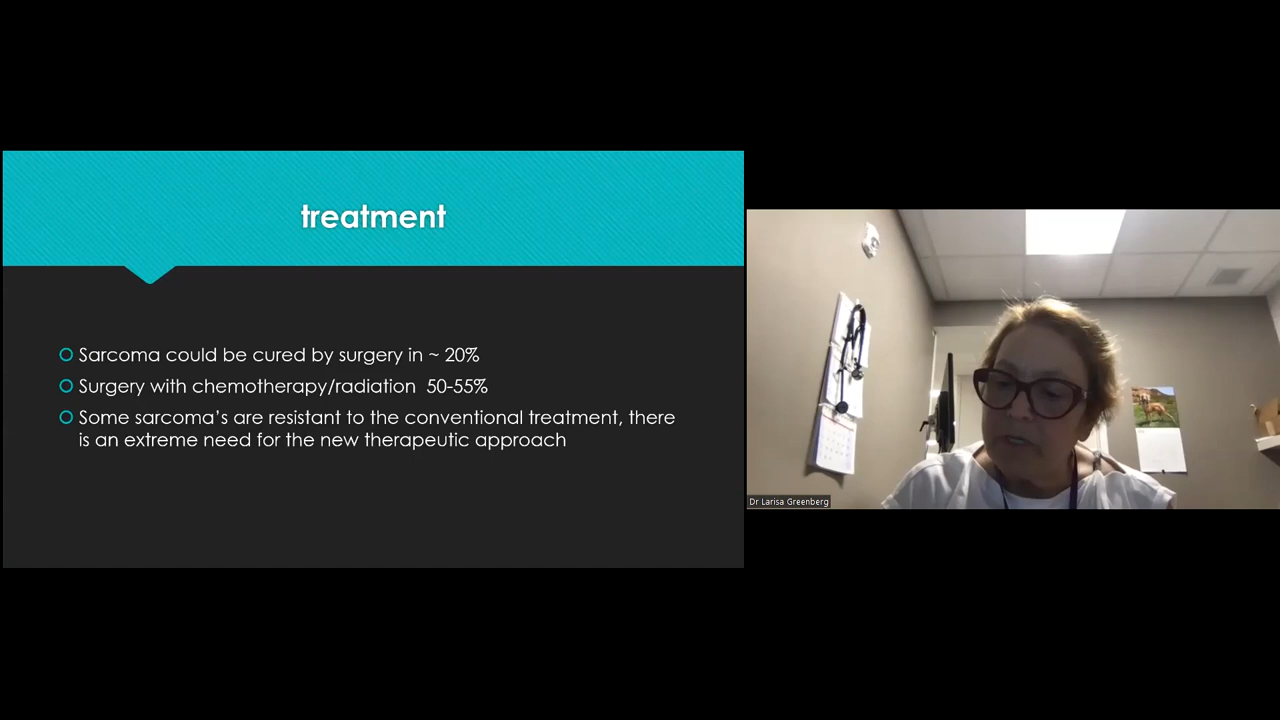 treatment
Sarcoma could be cured by surgery in ~ 20%
Surgery with chemotherapy/radiation 50-55%
Some sarcoma's are resistant to the conventional treatment, there
is an extreme need for the new therapeutic approach
Dr Larisa Greenberg